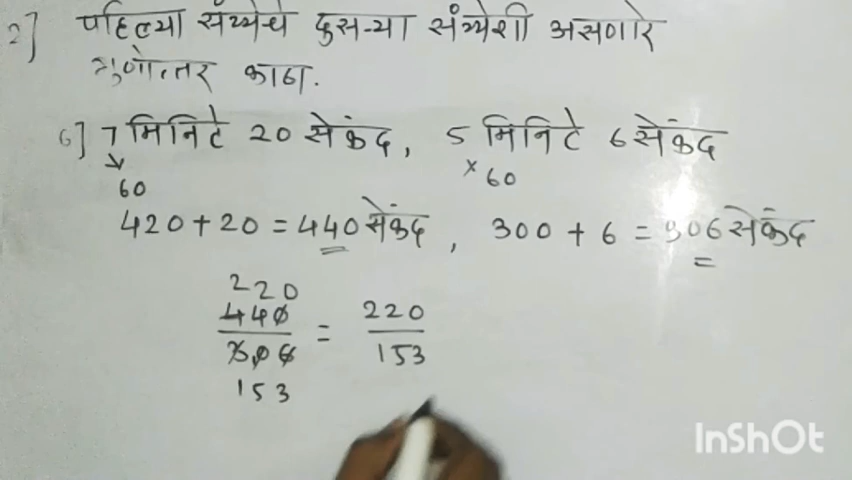 2] पहिल्या संख्येचे दुसऱ्या संख्येशी असणारे
गुणोत्तर काढा.
6] 7 मिनिटे 20 सेकंद, 5 मिनिटे 6 सेकंद
60 × 60
420 + 20 = 440 सेकंद, 300 + 6 = 306 सेकंद
220
440 = 220
306 153
153
InShOt